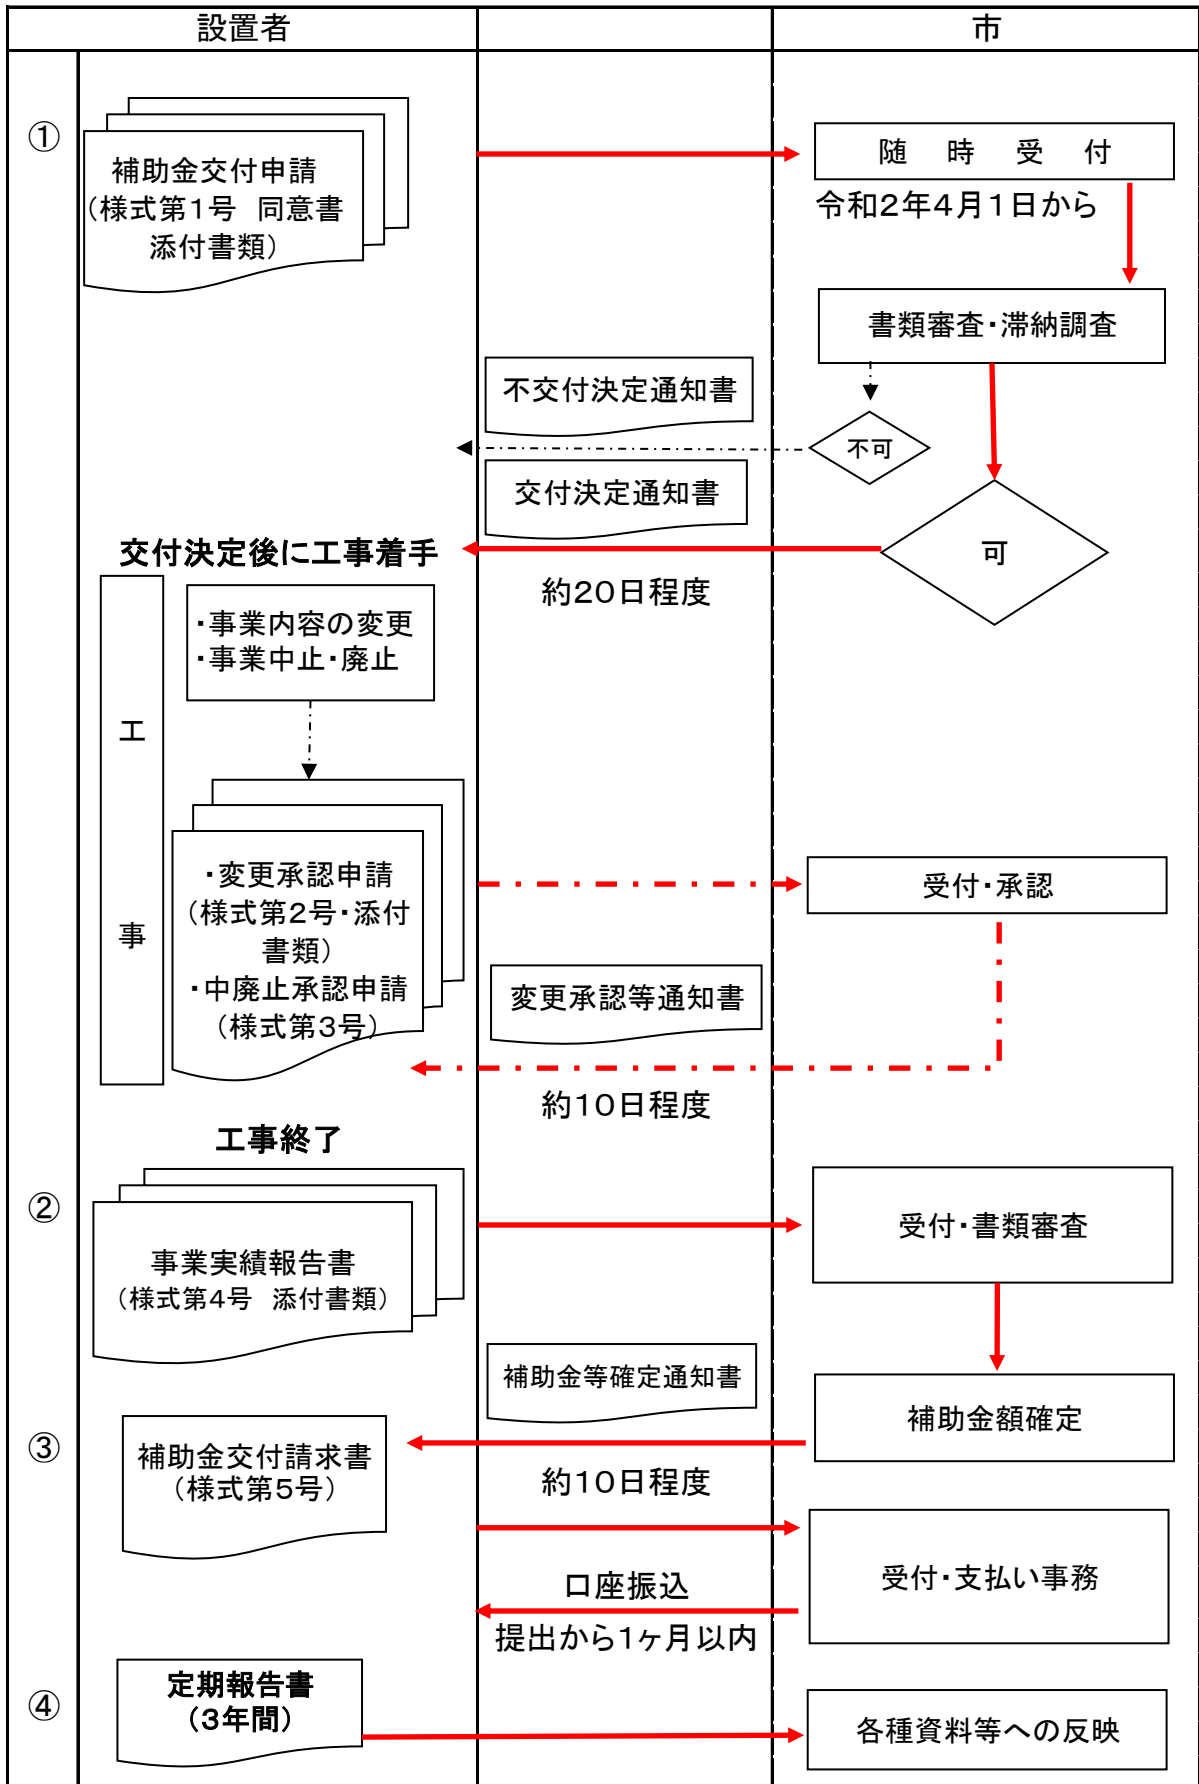 設置者
市
①
補助金交付申請
（様式第1号　同意書
添付書類）
随　時　受　付
令和2年4月1日から
書類審査・滞納調査
不交付決定通知書
不可
交付決定通知書
可
交付決定後に工事着手
約20日程度
・事業内容の変更
・事業中止・廃止
工
事
・変更承認申請
（様式第2号・添付
書類）
・中廃止承認申請
（様式第3号）
受付・承認
変更承認等通知書
約10日程度
工事終了
②
事業実績報告書
（様式第4号　添付書類）
受付・書類審査
補助金等確定通知書
補助金額確定
③
補助金交付請求書
（様式第5号）
約10日程度
受付・支払い事務
口座振込
提出から1ヶ月以内
④
定期報告書
（3年間）
各種資料等への反映